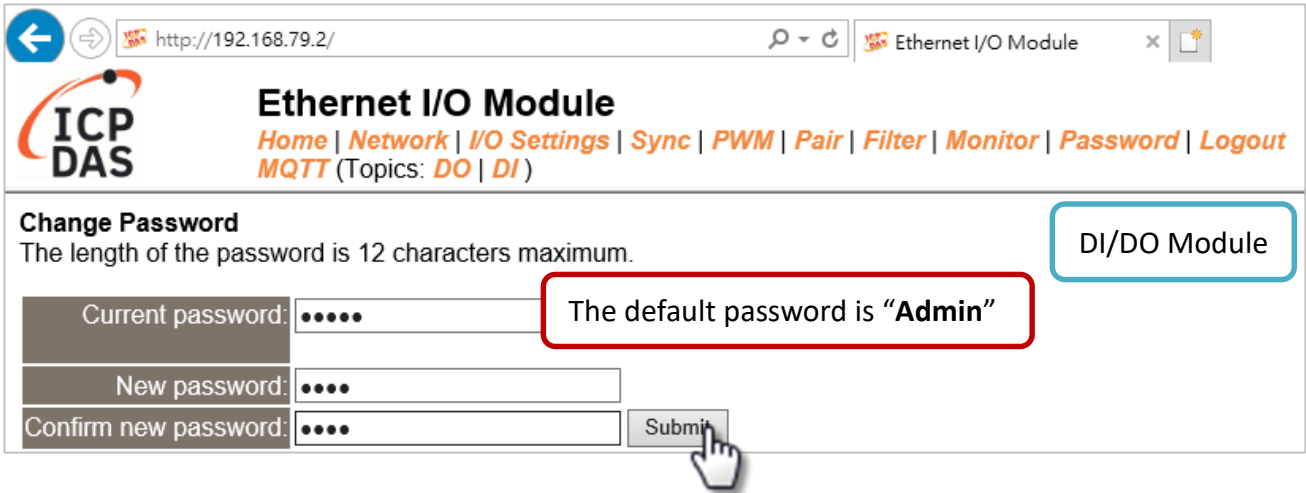 http://192.168.79.2/
Ethernet I/O Module
ICP
DAS
Ethernet I/O Module
Home | Network | I/O Settings | Sync | PWM | Pair | Filter | Monitor | Password | Logout
MQTT (Topics: DO | DI )
Change Password
The length of the password is 12 characters maximum.
DI/DO Module
Current password: •••••
The default password is “Admin”
New password: ••••
Confirm new password: •••• Submit